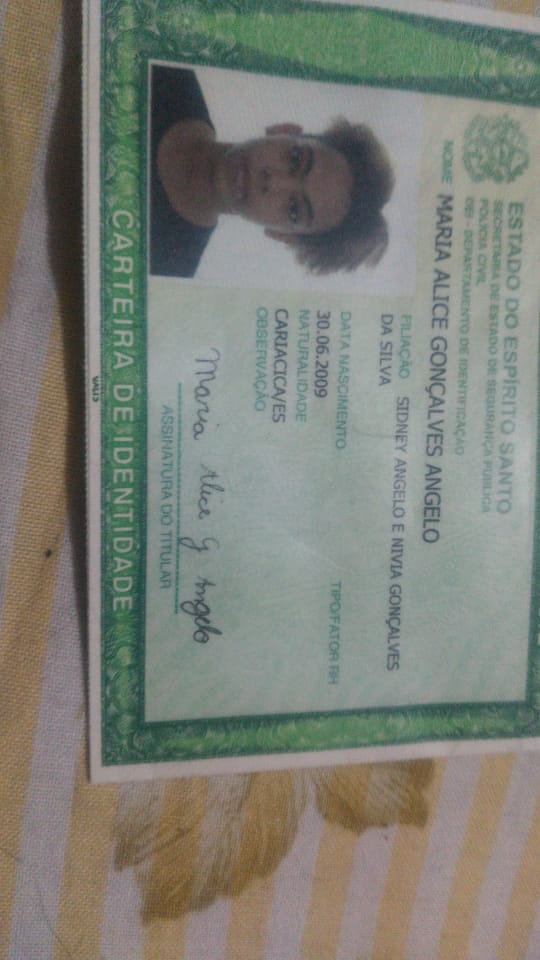 ESTADO DO ESPÍRITO SANTO
SECRETARIA DE ESTADO DE SEGURANÇA PÚBLICA
POLÍCIA CIVIL
DEI - DEPARTAMENTO DE IDENTIFICAÇÃO
NOME MARIA ALICE GONÇALVES ANGELO
FILIAÇÃO SIDNEY ANGELO E NIVIA GONÇALVES
DA SILVA
DATA NASCIMENTO TIPO/FATOR RH
30.06.2009
NATURALIDADE
CARIACICA/ES
OBSERVAÇÃO
Maria Alice G Angelo
ASSINATURA DO TITULAR
CARTEIRA DE IDENTIDADE